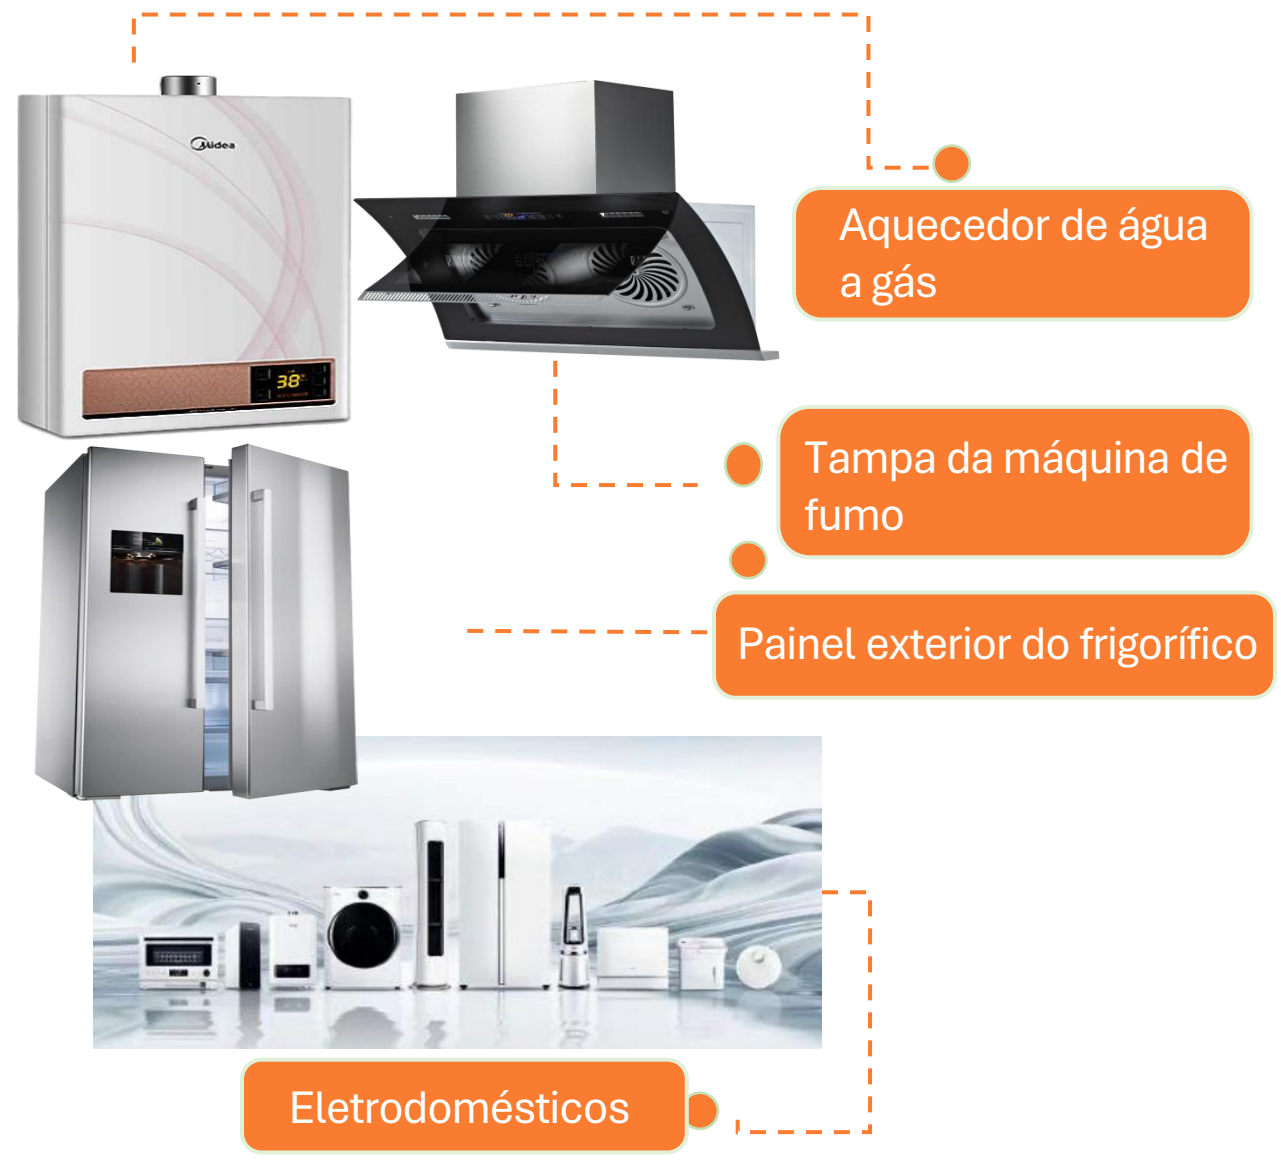 Midea
38
Aquecedor de água
a gás
Tampa da máquina de
fumo
Painel exterior do frigorífico
Eletrodomésticos